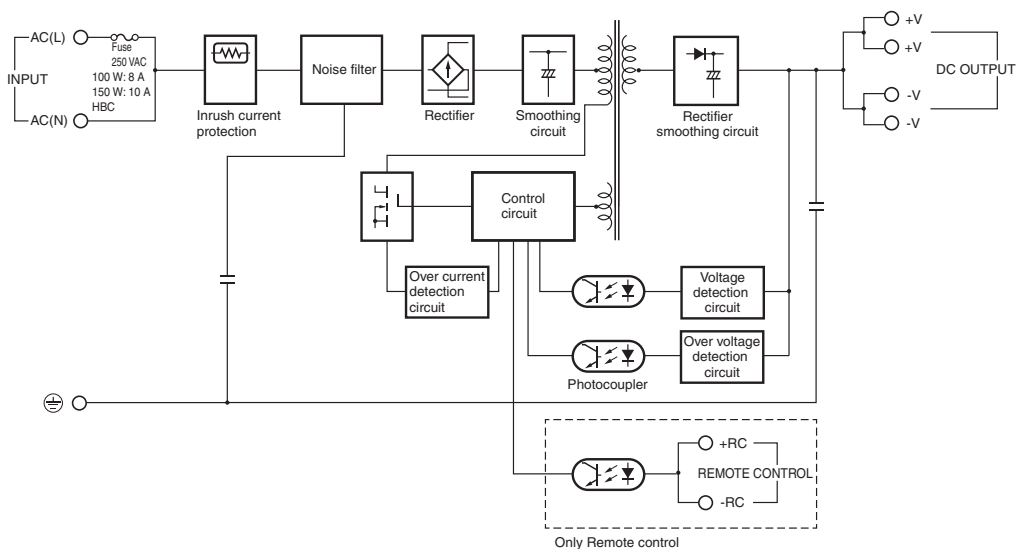 AC(L)
Fuse
250 VAC
100 W: 8 A
150 W: 10 A
HBC
INPUT
AC(N)
Inrush current
protection
Noise filter
Rectifier
Smoothing
circuit
Rectifier
smoothing circuit
+V
+V
DC OUTPUT
-V
-V
Control
circuit
Over current
detection
circuit
Voltage
detection
circuit
Over voltage
detection
circuit
Photocoupler
+RC
REMOTE CONTROL
-RC
Only Remote control